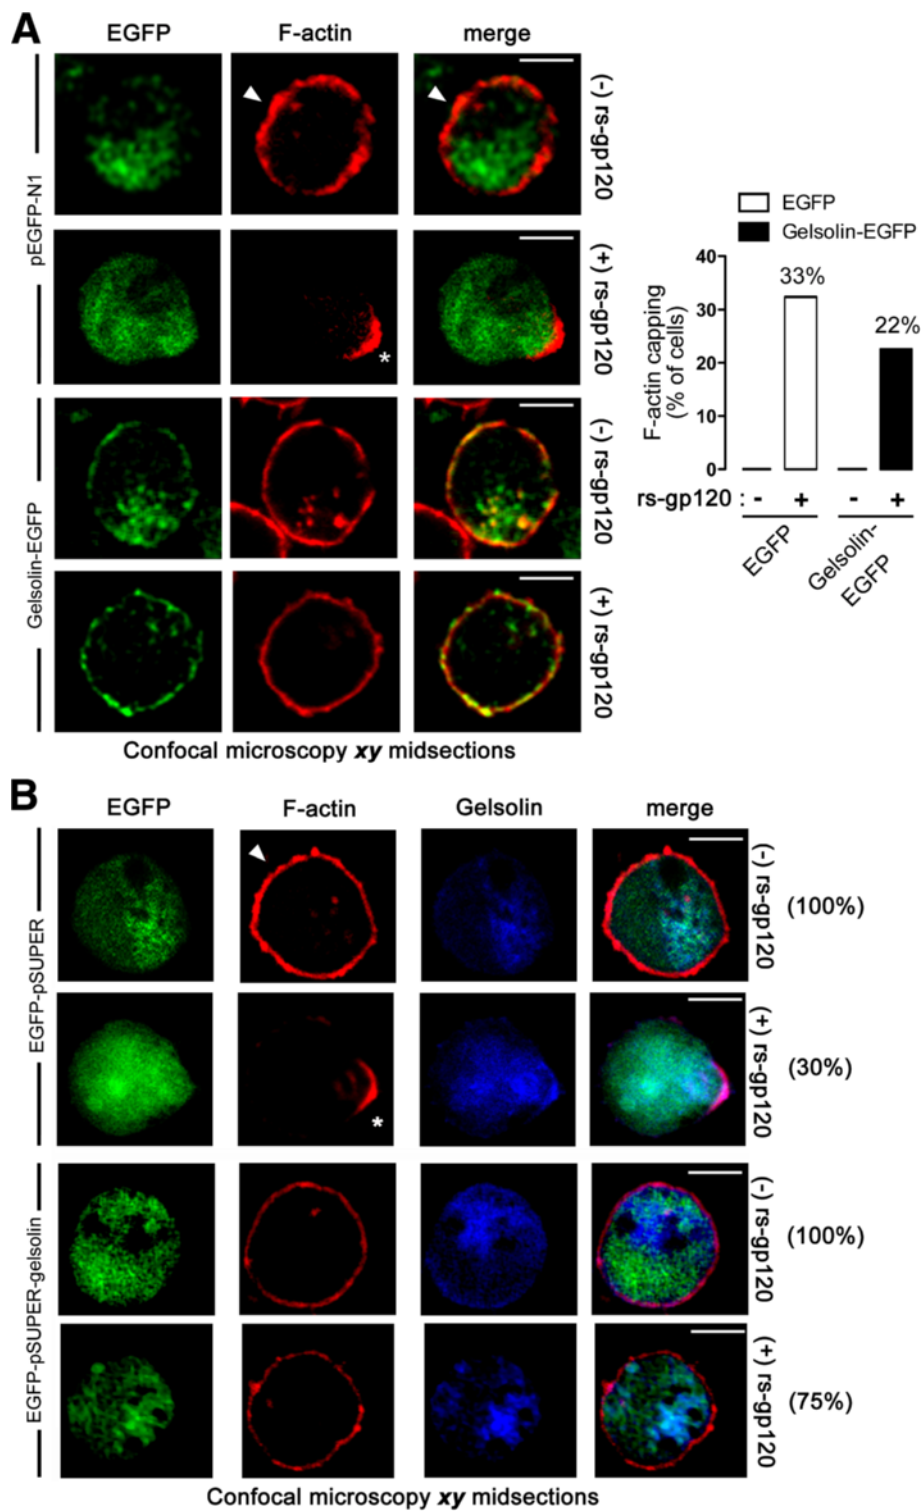 A
EGFP
F-actin
merge
pEGFP-N1
(-) rs-gp120
(+) rs-gp120
*
Gelsolin-EGFP
(-) rs-gp120
(+) rs-gp120
Confocal microscopy xy midsections
EGFP
Gelsolin-EGFP
F-actin capping
(% of cells)
40
30
20
10
0
33%
22%
rs-gp120 : - + - +
EGFP
Gelsolin-
EGFP
B
EGFP
F-actin
Gelsolin
merge
EGFP-pSUPER
(-) rs-gp120
(100%)
(+) rs-gp120
(30%)
*
EGFP-pSUPER-gelsolin
(-) rs-gp120
(100%)
(+) rs-gp120
(75%)
Confocal microscopy xy midsections